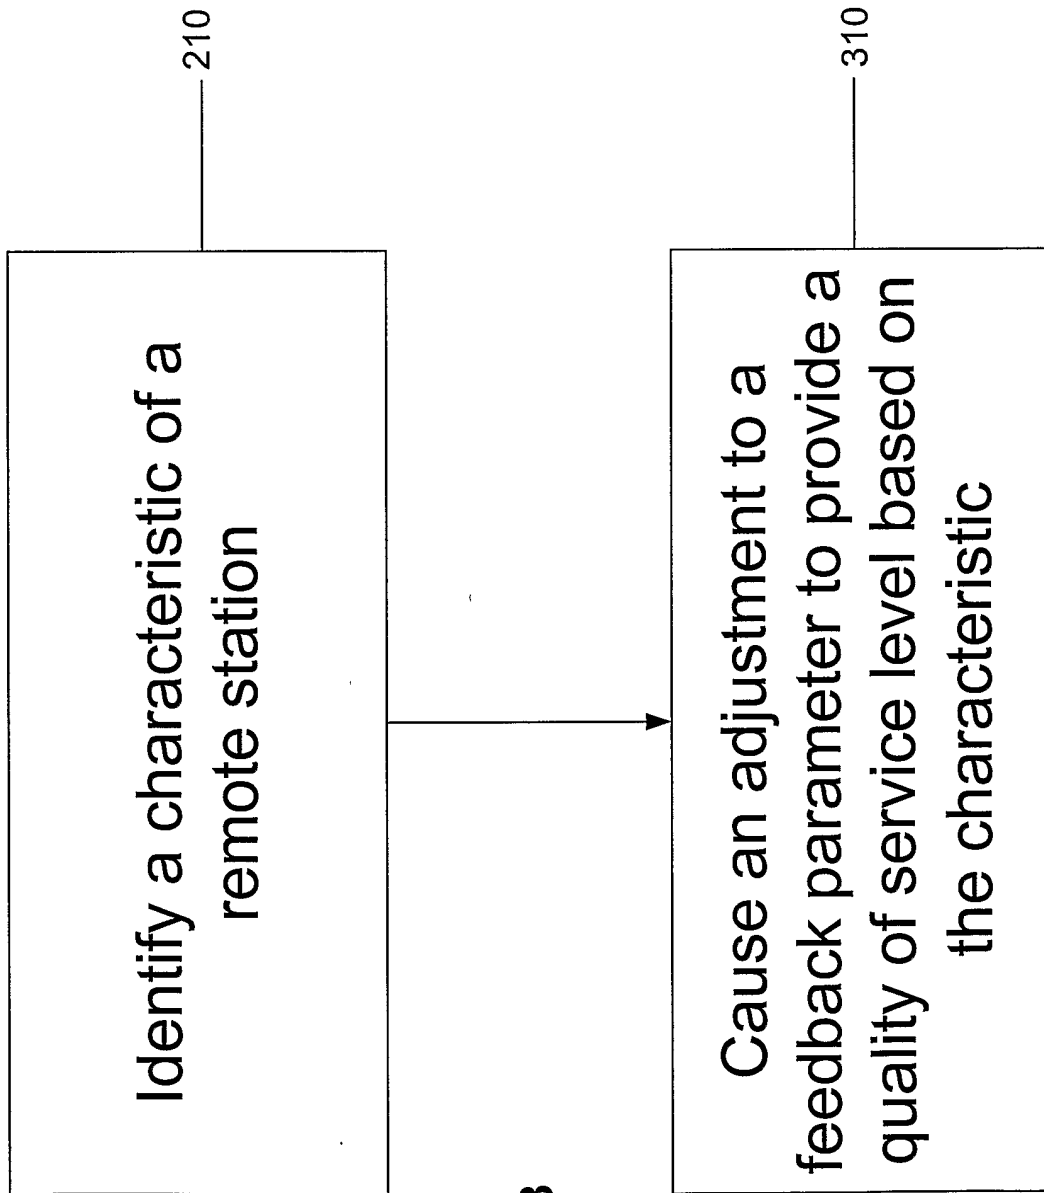 Identify a characteristic of a
remote station
210
Cause an adjustment to a
feedback parameter to provide a
quality of service level based on
the characteristic
310